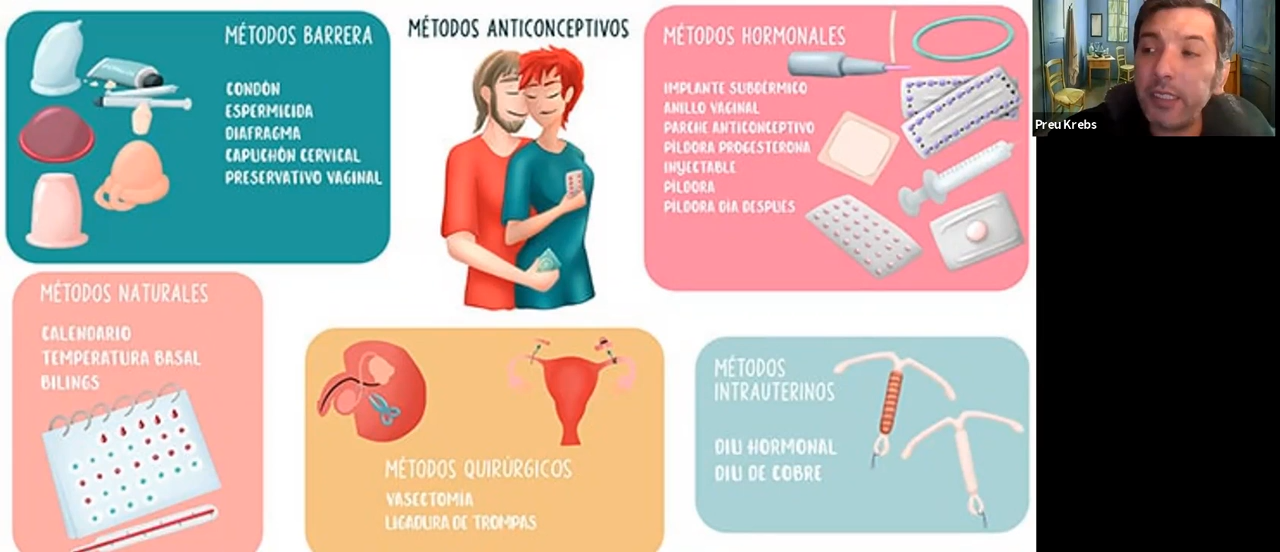 MÉTODOS BARRERA
CONDÓN
ESPERMICIDA
DIAFRAGMA
CAPUCHÓN CERVICAL
PRESERVATIVO VAGINAL
MÉTODOS ANTICONCEPTIVOS
MÉTODOS HORMONALES
IMPLANTE SUBDÉRMICO
ANILLO VAGINAL
PARCHE ANTICONCEPTIVO
PÍLDORA PROGESTERONA
INYECTABLE
PÍLDORA
PÍLDORA DÍA DESPUÉS
Preu Krebs
MÉTODOS NATURALES
CALENDARIO
TEMPERATURA BASAL
BILINGS
MÉTODOS QUIRÚRGICOS
VASECTOMIA
LIGADURA DE TROMPAS
MÉTODOS
INTRAUTERINOS
DIU HORMONAL
DIU DE COBRE